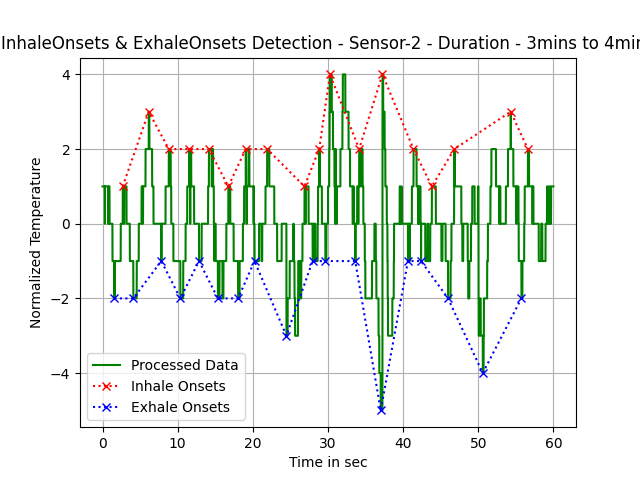 InhaleOnsets & ExhaleOnsets Detection - Sensor-2 - Duration - 3mins to 4min
4
2
0
−2
−4
Normalized Temperature
Processed Data
Inhale Onsets
Exhale Onsets
0 10 20 30 40 50 60
Time in sec